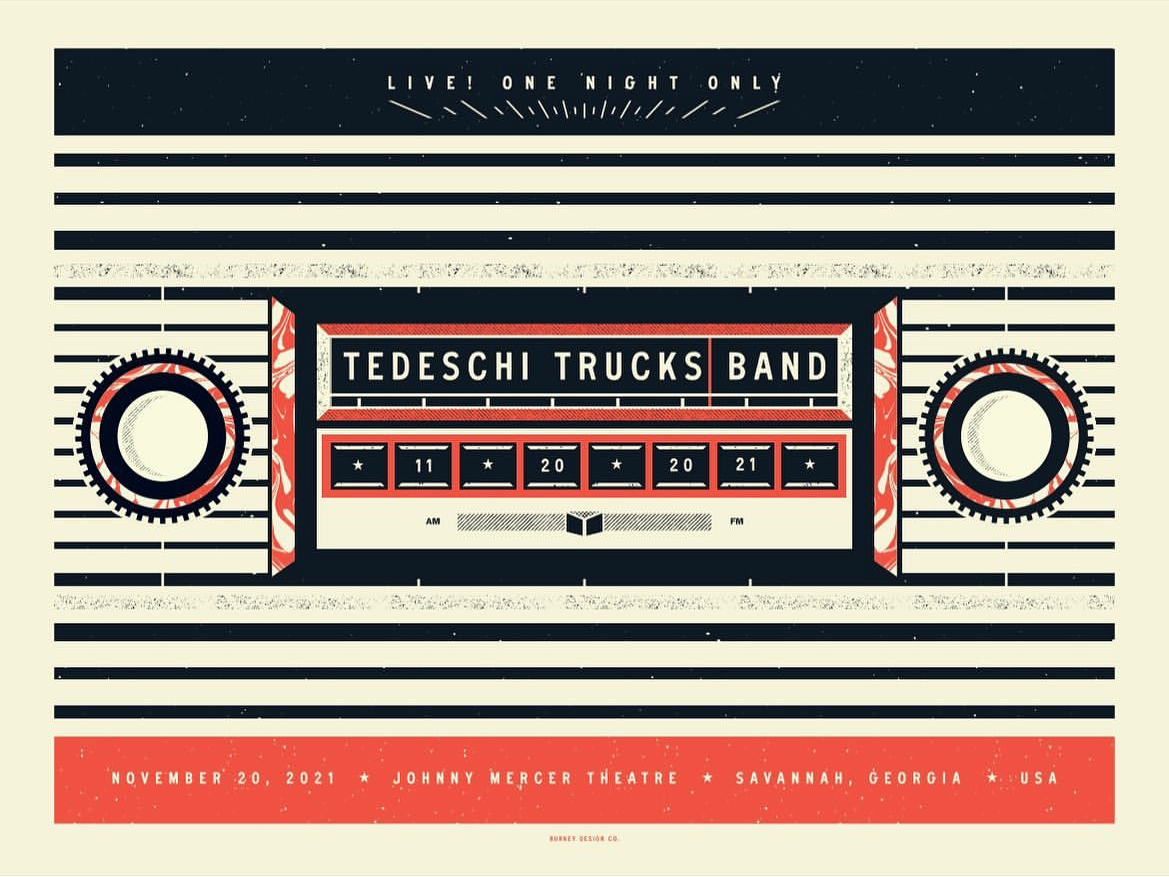 LIVE! ONE NIGHT ONLY
TEDESCHI TRUCKS BAND
★ 11 ★ 20 ★ 20 21 ★
AM FM
NOVEMBER 20, 2021 ★ JOHNNY MERCER THEATRE ★ SAVANNAH, GEORGIA ★ USA
BURNEY DESIGN CO.